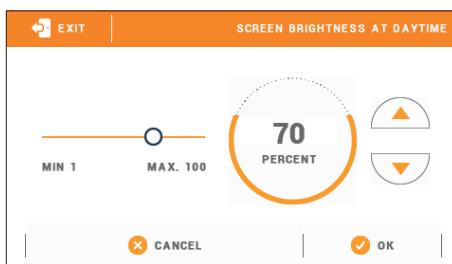 EXIT
SCREEN BRIGHTNESS AT DAYTIME
70
PERCENT
MIN 1
MAX. 100
CANCEL
OK